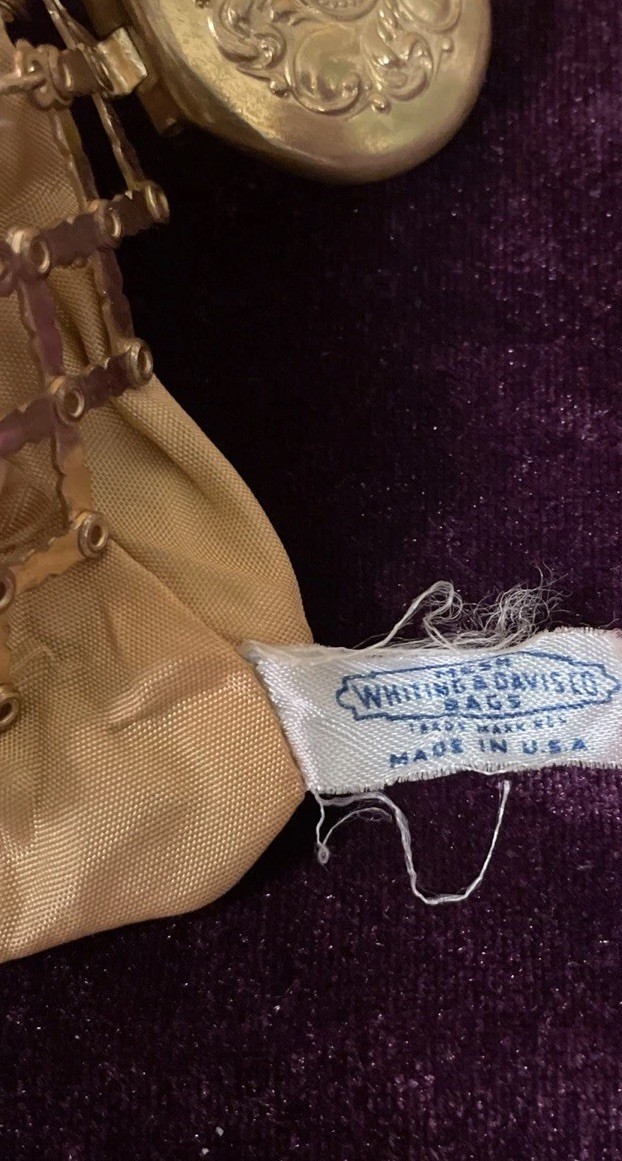 MESH
WHITING & DAVIS CO
BAGS
TRADE MARK REG
MADE IN U.S.A